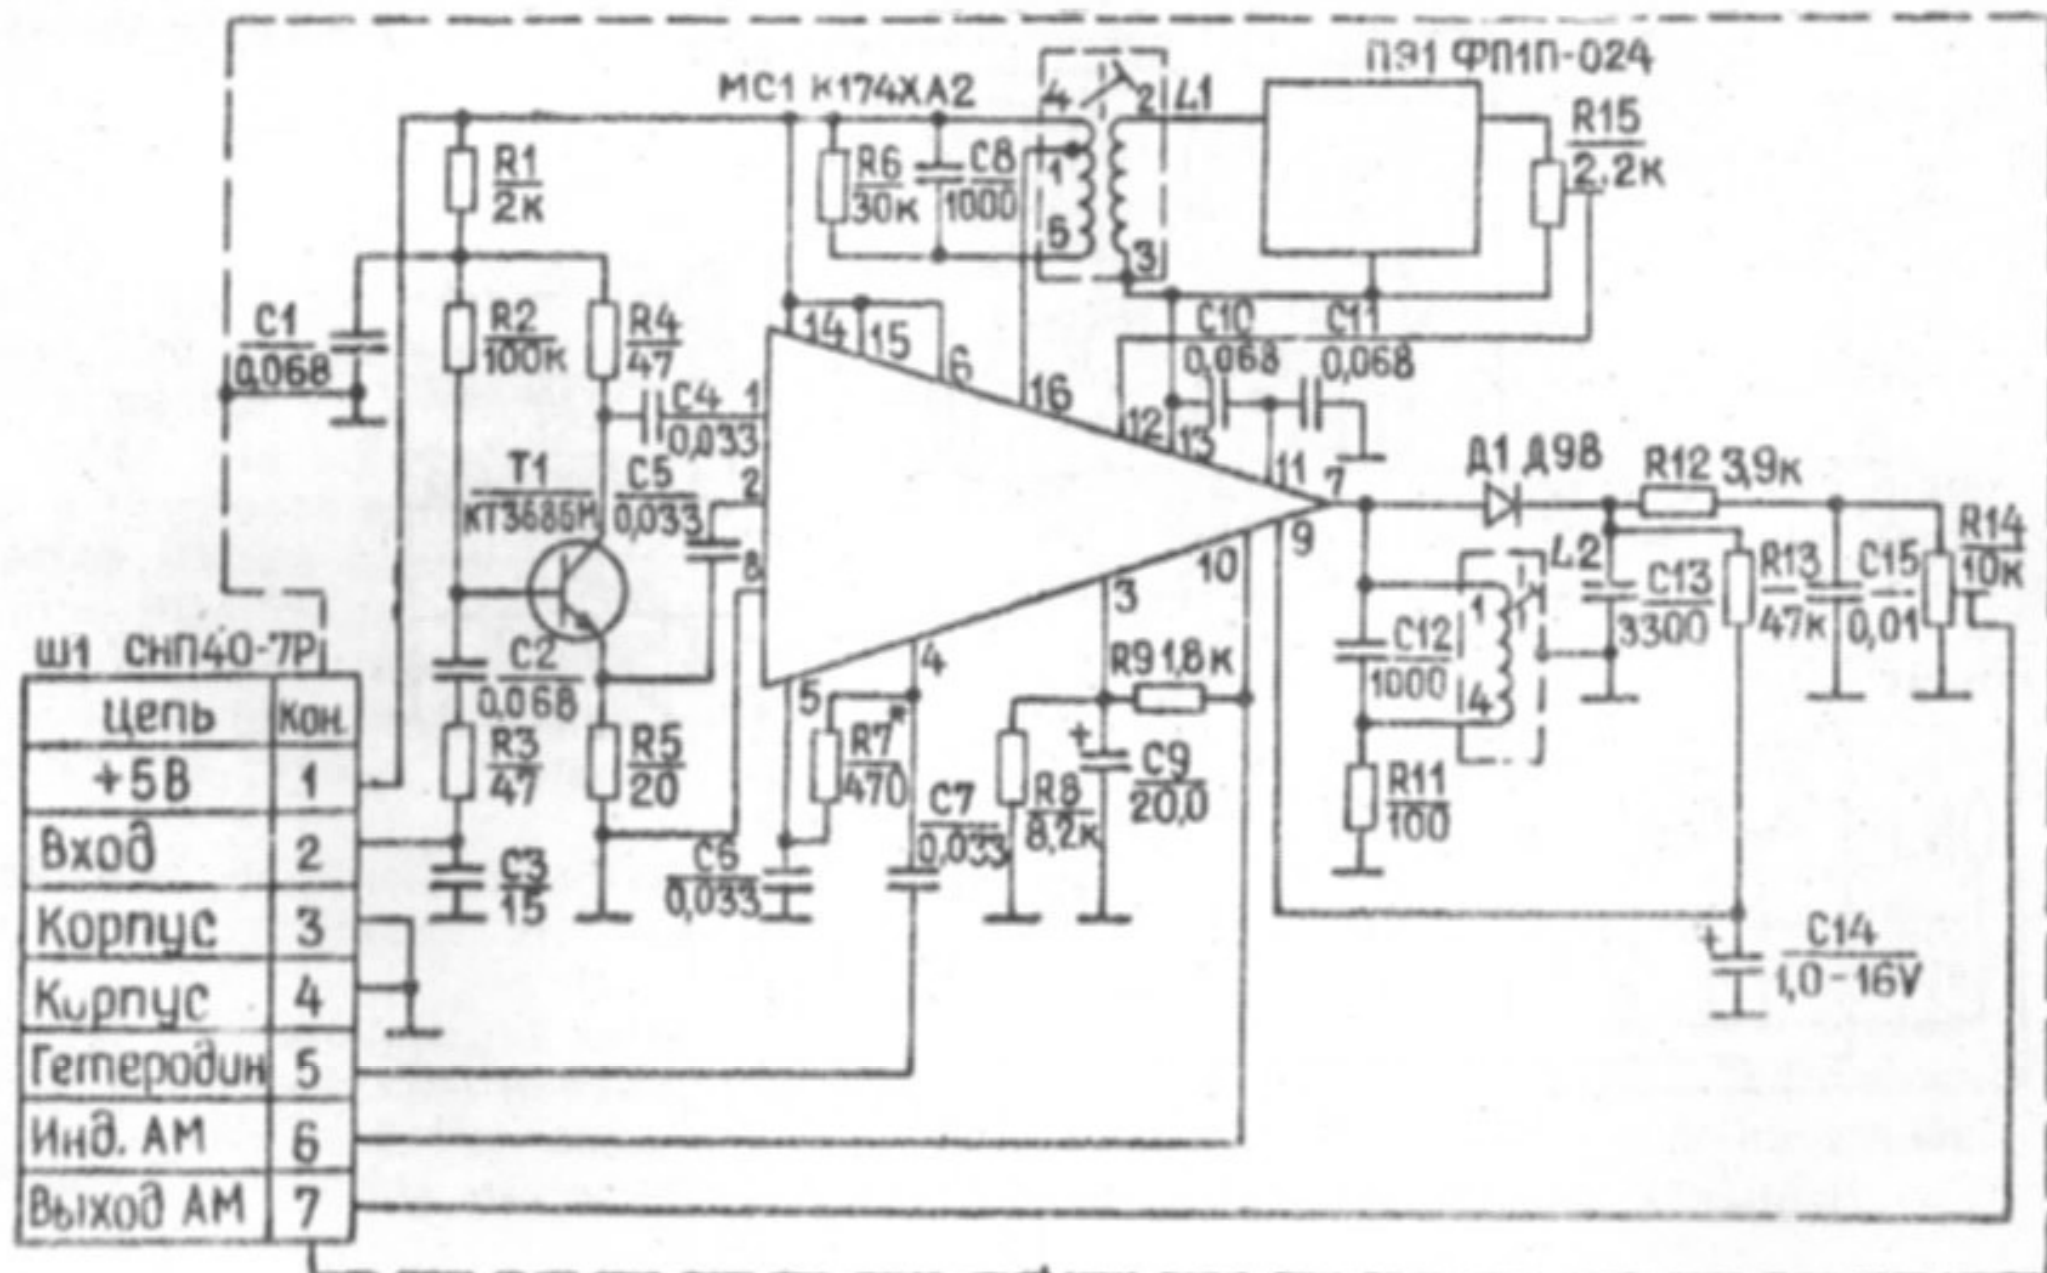 МС1 К174ХА2
ПЭ1 ФП1П-024
4 2 L1
1
5 3
R1
2к
R6
30к
C8
1000
R15
2,2к
C1
0,068
R2
100к
R4
47
14 15 6 16 12 13 11 7
C10
0,068
C11
0,068
C4
0,033
1
2
8
T1
КТ3686М
C5
0,033
Д1 Д9В
R12 3,9к
R14
10к
L2
1
4
C13
3300
R13
47к
C15
0,01
10 9
3
4
5
R9 1,8к
C12
1000
C2
0,068
R3
47
R5
20
R7*
470
C7
0,033
R8
8,2к
+
C9
20,0
R11
100
C3
15
C6
0,033
+
C14
1,0-16V
Ш1 СНП40-7Р
Цепь Кон.
+5В 1
Вход 2
Корпус 3
Корпус 4
Гетеродин 5
Инд. АМ 6
Выход АМ 7